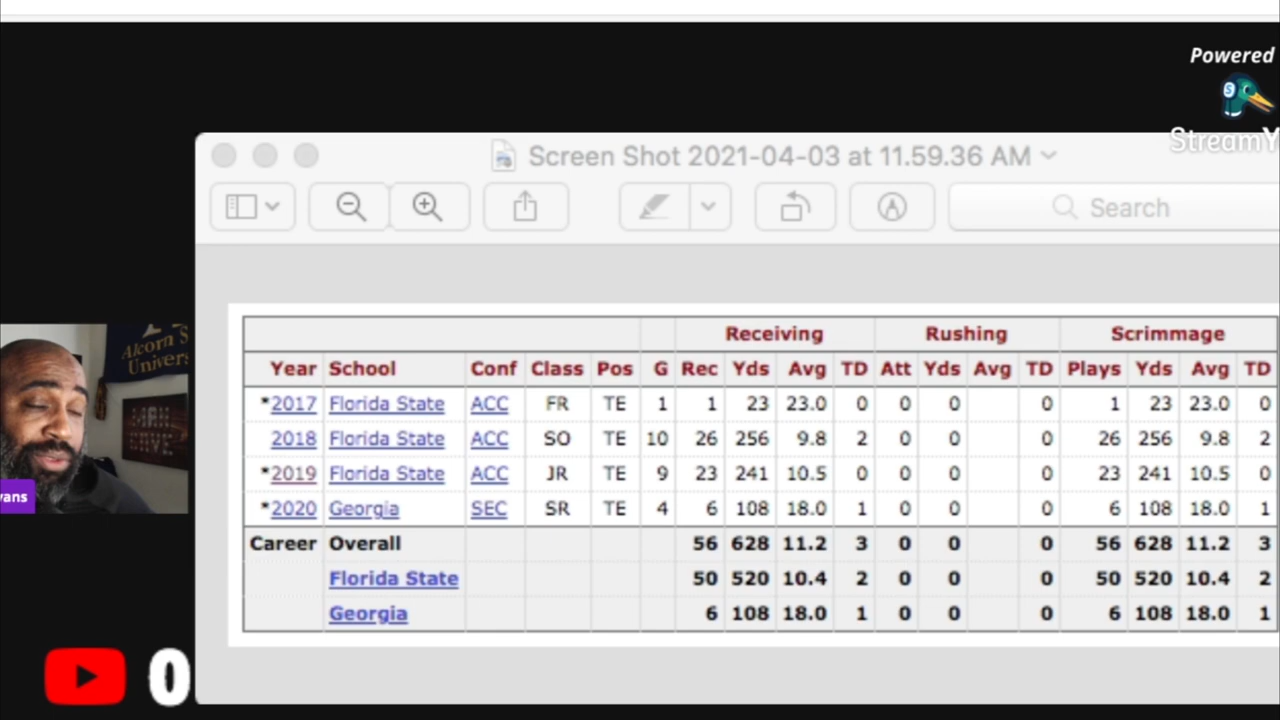 Powered
StreamY
Screen Shot 2021-04-03 at 11.59.36 AM
Search
Receiving Rushing Scrimmage
Year School Conf Class Pos G Rec Yds Avg TD Att Yds Avg TD Plays Yds Avg TD
*2017 Florida State ACC FR TE 1 1 23 23.0 0 0 0 0 1 23 23.0 0
2018 Florida State ACC SO TE 10 26 256 9.8 2 0 0 0 26 256 9.8 2
*2019 Florida State ACC JR TE 9 23 241 10.5 0 0 0 0 23 241 10.5 0
*2020 Georgia SEC SR TE 4 6 108 18.0 1 0 0 0 6 108 18.0 1
Career Overall 56 628 11.2 3 0 0 0 56 628 11.2 3
Florida State 50 520 10.4 2 0 0 0 50 520 10.4 2
Georgia 6 108 18.0 1 0 0 0 6 108 18.0 1
Alcorn S
Univers
vans
0